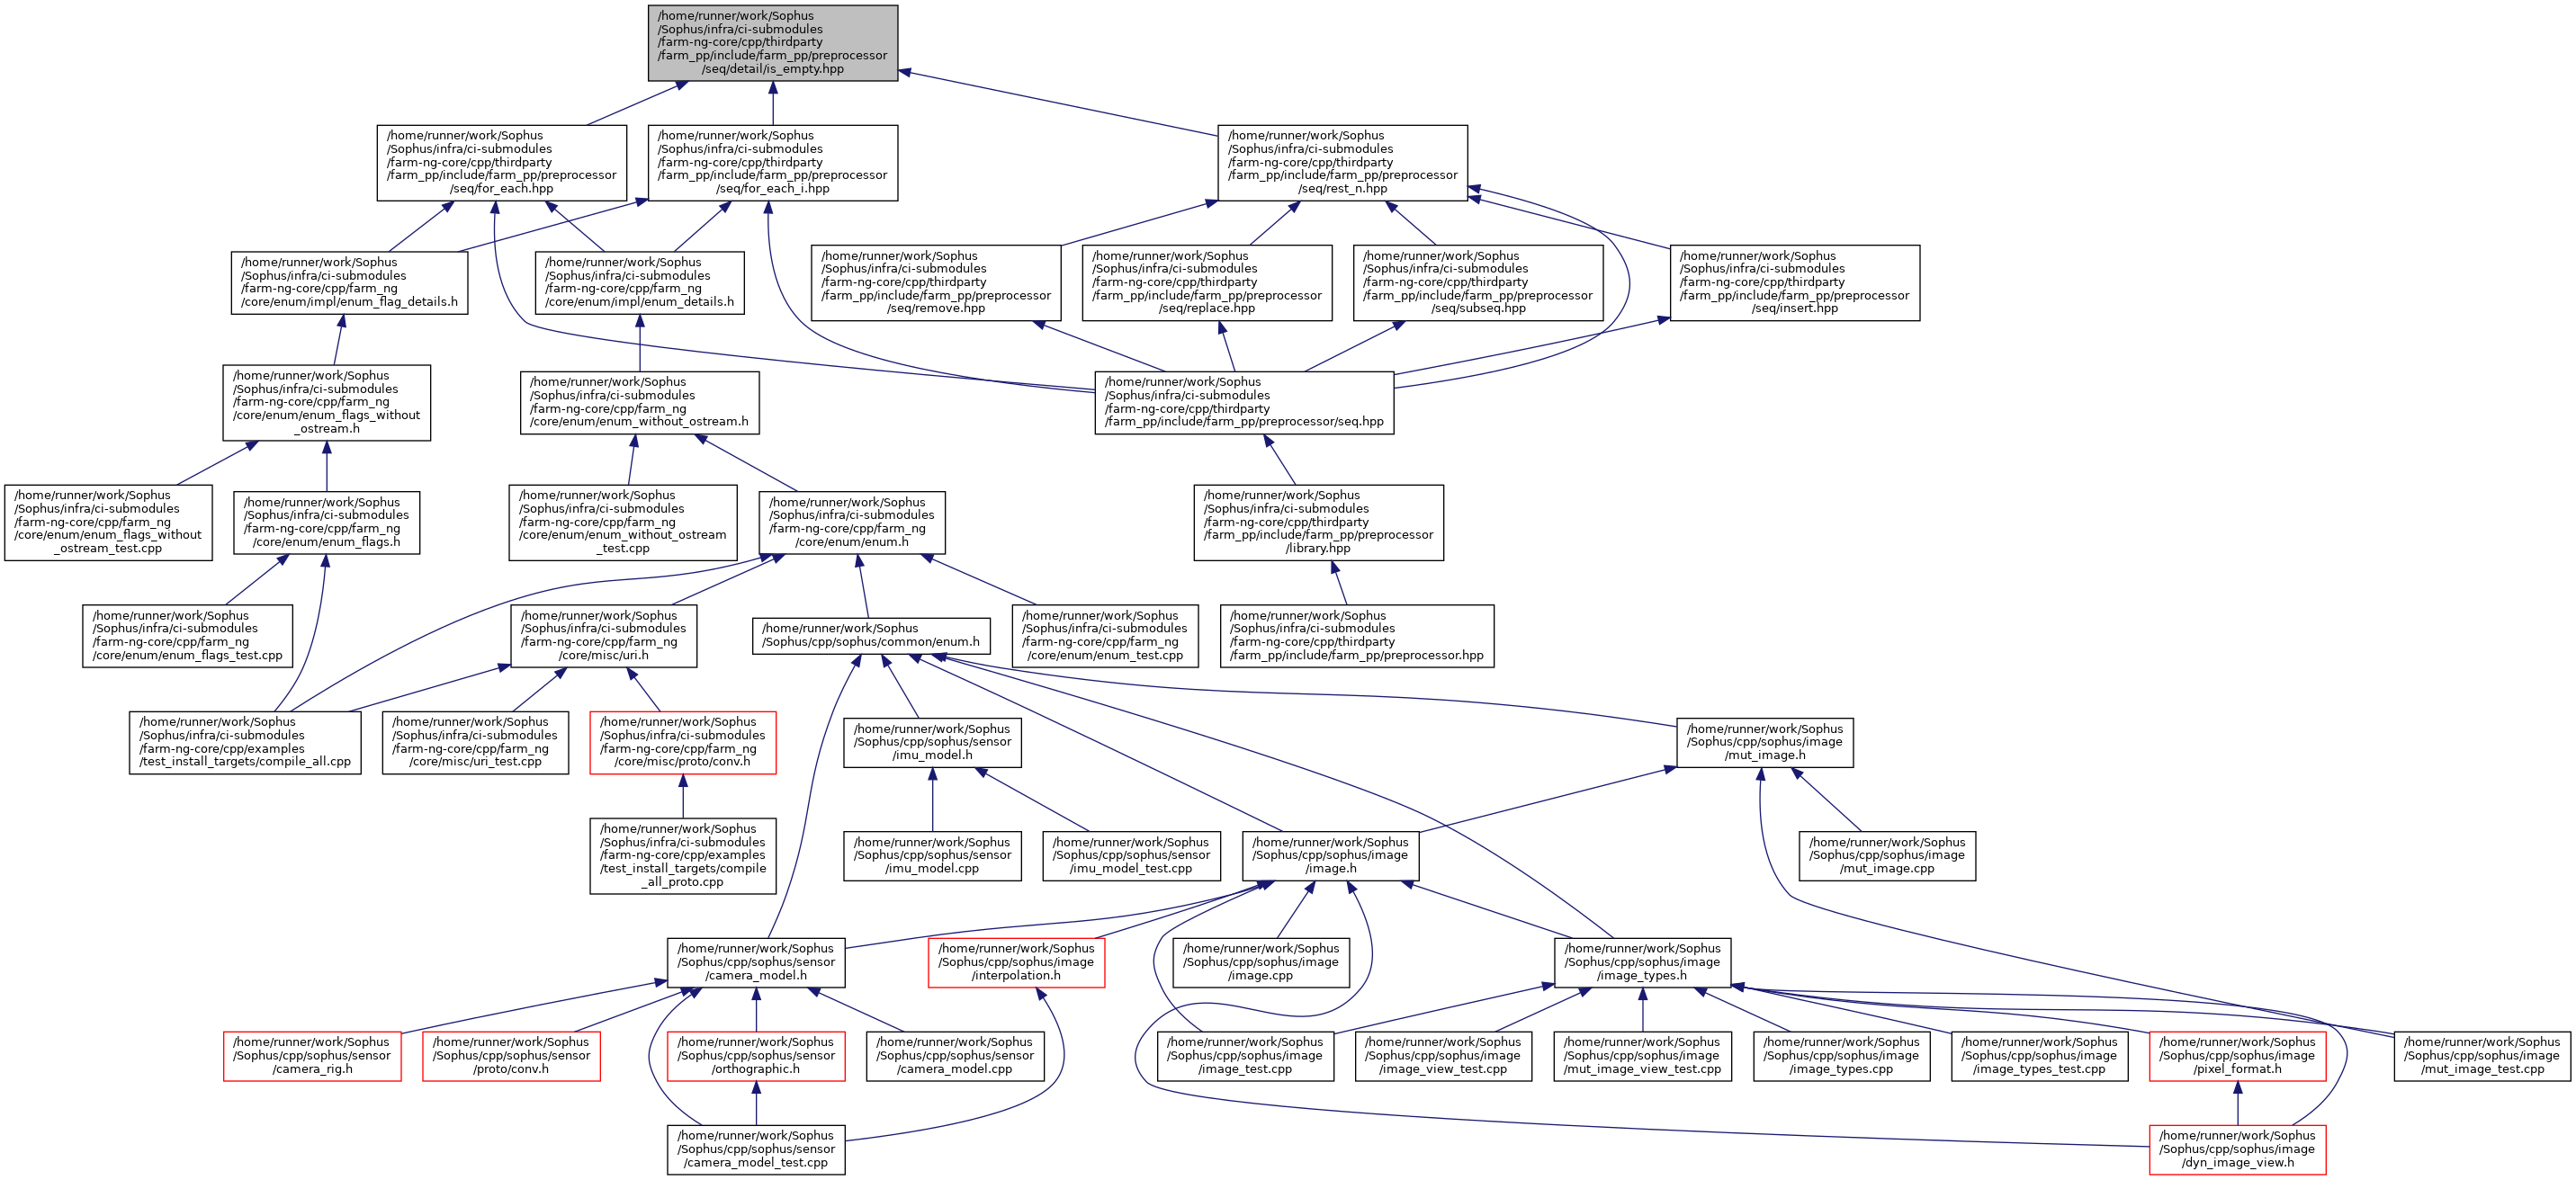 /home/runner/work/Sophus
/Sophus/infra/ci-submodules
/farm-ng-core/cpp/thirdparty
/farm_pp/include/farm_pp/preprocessor
/seq/detail/is_empty.hpp
/home/runner/work/Sophus
/Sophus/infra/ci-submodules
/farm-ng-core/cpp/thirdparty
/farm_pp/include/farm_pp/preprocessor
/seq/for_each.hpp
/home/runner/work/Sophus
/Sophus/infra/ci-submodules
/farm-ng-core/cpp/thirdparty
/farm_pp/include/farm_pp/preprocessor
/seq/for_each_i.hpp
/home/runner/work/Sophus
/Sophus/infra/ci-submodules
/farm-ng-core/cpp/thirdparty
/farm_pp/include/farm_pp/preprocessor
/seq/rest_n.hpp
/home/runner/work/Sophus
/Sophus/infra/ci-submodules
/farm-ng-core/cpp/farm_ng
/core/enum/impl/enum_flag_details.h
/home/runner/work/Sophus
/Sophus/infra/ci-submodules
/farm-ng-core/cpp/farm_ng
/core/enum/impl/enum_details.h
/home/runner/work/Sophus
/Sophus/infra/ci-submodules
/farm-ng-core/cpp/thirdparty
/farm_pp/include/farm_pp/preprocessor
/seq/remove.hpp
/home/runner/work/Sophus
/Sophus/infra/ci-submodules
/farm-ng-core/cpp/thirdparty
/farm_pp/include/farm_pp/preprocessor
/seq/replace.hpp
/home/runner/work/Sophus
/Sophus/infra/ci-submodules
/farm-ng-core/cpp/thirdparty
/farm_pp/include/farm_pp/preprocessor
/seq/subseq.hpp
/home/runner/work/Sophus
/Sophus/infra/ci-submodules
/farm-ng-core/cpp/thirdparty
/farm_pp/include/farm_pp/preprocessor
/seq/insert.hpp
/home/runner/work/Sophus
/Sophus/infra/ci-submodules
/farm-ng-core/cpp/farm_ng
/core/enum/enum_flags_without
_ostream.h
/home/runner/work/Sophus
/Sophus/infra/ci-submodules
/farm-ng-core/cpp/farm_ng
/core/enum/enum_without_ostream.h
/home/runner/work/Sophus
/Sophus/infra/ci-submodules
/farm-ng-core/cpp/thirdparty
/farm_pp/include/farm_pp/preprocessor/seq.hpp
/home/runner/work/Sophus
/Sophus/infra/ci-submodules
/farm-ng-core/cpp/farm_ng
/core/enum/enum_flags_without
_ostream_test.cpp
/home/runner/work/Sophus
/Sophus/infra/ci-submodules
/farm-ng-core/cpp/farm_ng
/core/enum/enum_flags.h
/home/runner/work/Sophus
/Sophus/infra/ci-submodules
/farm-ng-core/cpp/farm_ng
/core/enum/enum_without_ostream
_test.cpp
/home/runner/work/Sophus
/Sophus/infra/ci-submodules
/farm-ng-core/cpp/farm_ng
/core/enum/enum.h
/home/runner/work/Sophus
/Sophus/infra/ci-submodules
/farm-ng-core/cpp/thirdparty
/farm_pp/include/farm_pp/preprocessor
/library.hpp
/home/runner/work/Sophus
/Sophus/infra/ci-submodules
/farm-ng-core/cpp/farm_ng
/core/enum/enum_flags_test.cpp
/home/runner/work/Sophus
/Sophus/infra/ci-submodules
/farm-ng-core/cpp/farm_ng
/core/misc/uri.h
/home/runner/work/Sophus
/Sophus/cpp/sophus/common/enum.h
/home/runner/work/Sophus
/Sophus/infra/ci-submodules
/farm-ng-core/cpp/farm_ng
/core/enum/enum_test.cpp
/home/runner/work/Sophus
/Sophus/infra/ci-submodules
/farm-ng-core/cpp/thirdparty
/farm_pp/include/farm_pp/preprocessor.hpp
/home/runner/work/Sophus
/Sophus/infra/ci-submodules
/farm-ng-core/cpp/examples
/test_install_targets/compile_all.cpp
/home/runner/work/Sophus
/Sophus/infra/ci-submodules
/farm-ng-core/cpp/farm_ng
/core/misc/uri_test.cpp
/home/runner/work/Sophus
/Sophus/infra/ci-submodules
/farm-ng-core/cpp/farm_ng
/core/misc/proto/conv.h
/home/runner/work/Sophus
/Sophus/cpp/sophus/sensor
/imu_model.h
/home/runner/work/Sophus
/Sophus/cpp/sophus/image
/mut_image.h
/home/runner/work/Sophus
/Sophus/infra/ci-submodules
/farm-ng-core/cpp/examples
/test_install_targets/compile
_all_proto.cpp
/home/runner/work/Sophus
/Sophus/cpp/sophus/sensor
/imu_model.cpp
/home/runner/work/Sophus
/Sophus/cpp/sophus/sensor
/imu_model_test.cpp
/home/runner/work/Sophus
/Sophus/cpp/sophus/image
/image.h
/home/runner/work/Sophus
/Sophus/cpp/sophus/image
/mut_image.cpp
/home/runner/work/Sophus
/Sophus/cpp/sophus/sensor
/camera_model.h
/home/runner/work/Sophus
/Sophus/cpp/sophus/image
/interpolation.h
/home/runner/work/Sophus
/Sophus/cpp/sophus/image
/image.cpp
/home/runner/work/Sophus
/Sophus/cpp/sophus/image
/image_types.h
/home/runner/work/Sophus
/Sophus/cpp/sophus/sensor
/camera_rig.h
/home/runner/work/Sophus
/Sophus/cpp/sophus/sensor
/proto/conv.h
/home/runner/work/Sophus
/Sophus/cpp/sophus/sensor
/orthographic.h
/home/runner/work/Sophus
/Sophus/cpp/sophus/sensor
/camera_model.cpp
/home/runner/work/Sophus
/Sophus/cpp/sophus/image
/image_test.cpp
/home/runner/work/Sophus
/Sophus/cpp/sophus/image
/image_view_test.cpp
/home/runner/work/Sophus
/Sophus/cpp/sophus/image
/mut_image_view_test.cpp
/home/runner/work/Sophus
/Sophus/cpp/sophus/image
/image_types.cpp
/home/runner/work/Sophus
/Sophus/cpp/sophus/image
/image_types_test.cpp
/home/runner/work/Sophus
/Sophus/cpp/sophus/image
/pixel_format.h
/home/runner/work/Sophus
/Sophus/cpp/sophus/image
/mut_image_test.cpp
/home/runner/work/Sophus
/Sophus/cpp/sophus/sensor
/camera_model_test.cpp
/home/runner/work/Sophus
/Sophus/cpp/sophus/image
/dyn_image_view.h